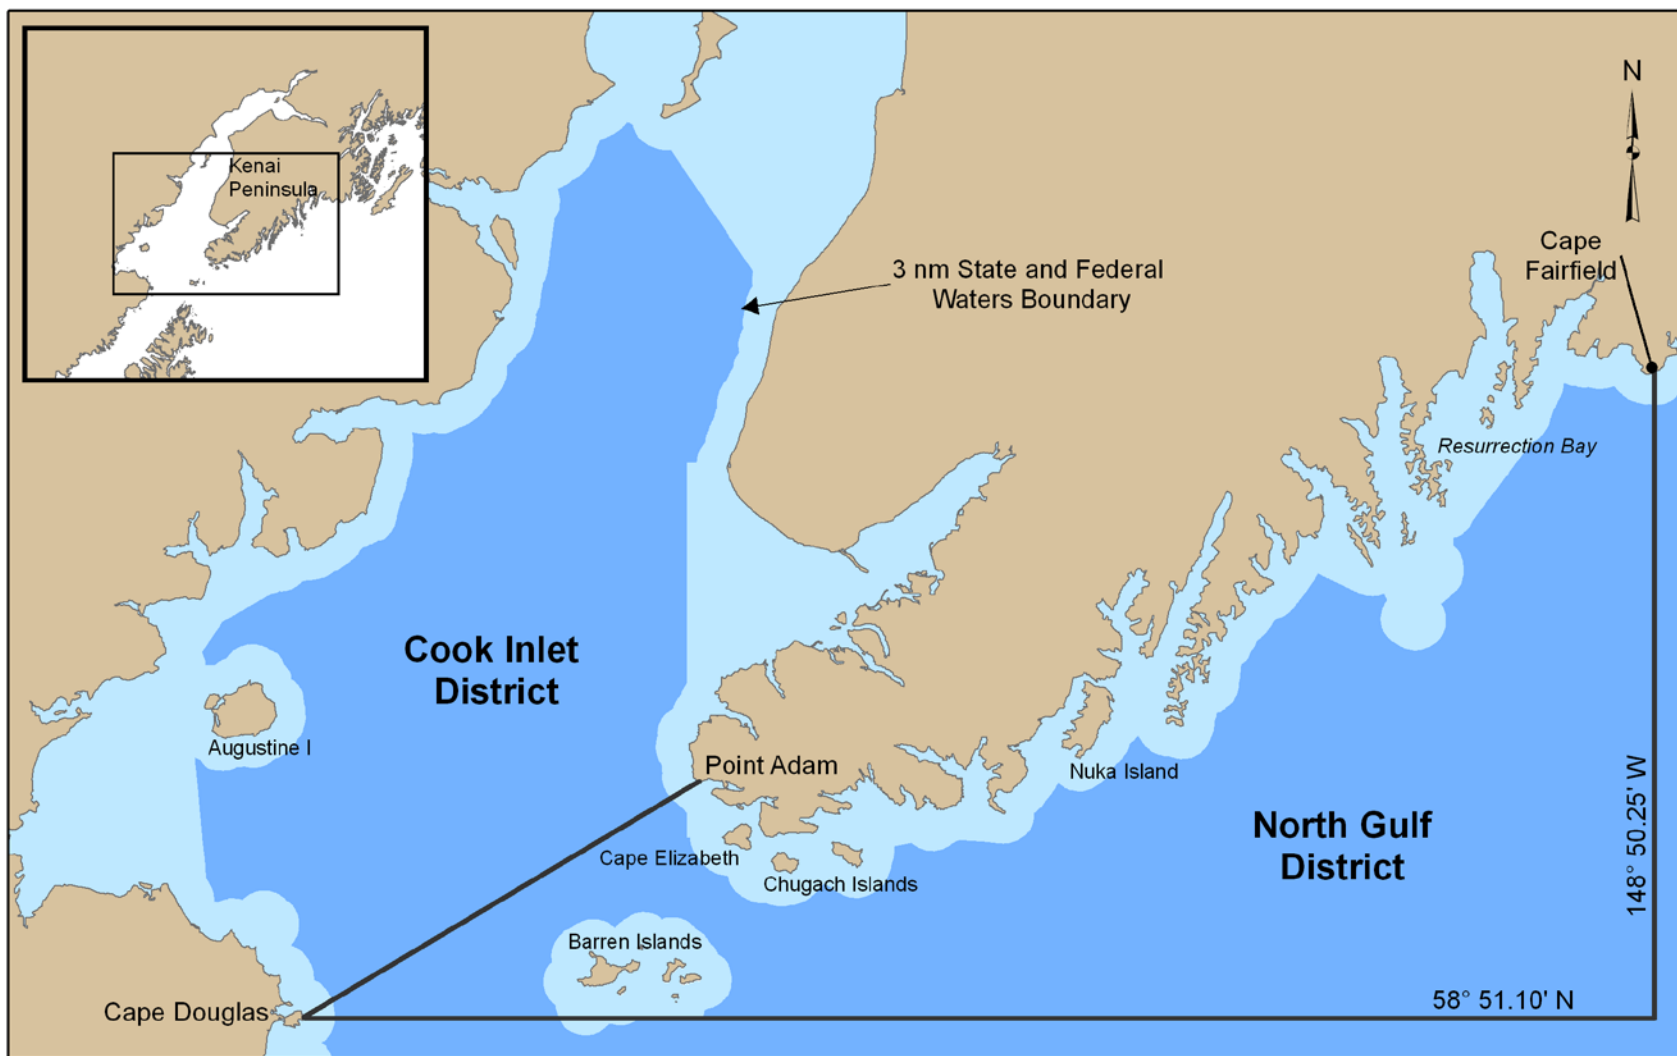 Kenai
Peninsula
N
Cape
Fairfield
3 nm State and Federal
Waters Boundary
Resurrection Bay
Cook Inlet
District
Augustine I
Point Adam
Nuka Island
North Gulf
District
148° 50.25' W
Cape Elizabeth
Chugach Islands
Barren Islands
Cape Douglas
58° 51.10' N